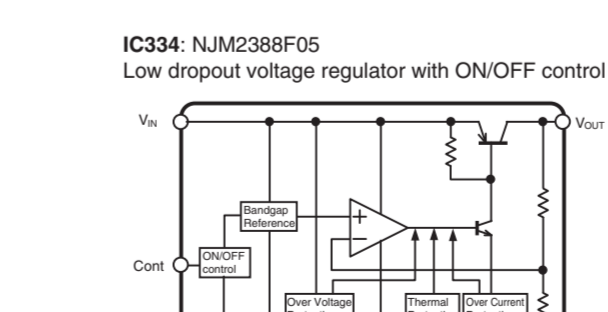 IC334: NJM2388F05
Low dropout voltage regulator with ON/OFF control
VIN
VOUT
Bandgap
Reference
+
−
ON/OFF
control
Cont
Over Voltage
Thermal
Over Current